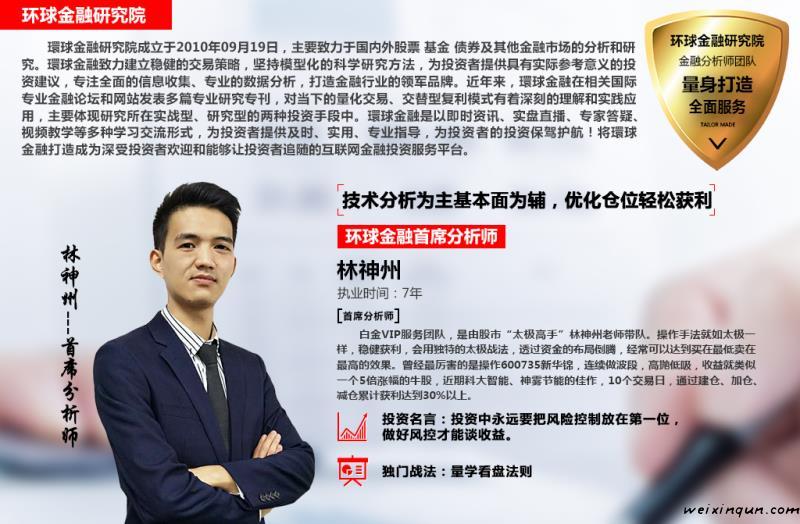 环球金融研究院
環球金融研究院成立于2010年09月19日，主要致力于国内外股票 基金 债券及其他金融市场的分析和研
究。環球金融致力建立稳健的交易策略，坚持模型化的科学研究方法，为投资者提供具有实际参考意义的投
资建议，专注全面的信息收集、专业的数据分析，打造金融行业的领军品牌。近年来，環球金融在相关国际
专业金融论坛和网站发表多篇专业研究专刊，对当下的量化交易、交替型复利模式有着深刻的理解和实践应
用，主要体现研究所在实战型、研究型的两种投资手段中。環球金融是以即时资讯、实盘直播、专家答疑、
视频教学等多种学习交流形式，为投资者提供及时、实用、专业指导，为投资者的投资保驾护航！将環球
金融打造成为深受投资者欢迎和能够让投资者追随的互联网金融投资服务平台。
环球金融研究院
金融分析师团队
量身打造
全面服务
TAILOR MADE
技术分析为主基本面为辅，优化仓位轻松获利
环球金融首席分析师
林神州
执业时间：7年
首席分析师
白金VIP服务团队，是由股市“太极高手”林神州老师带队。操作手法就如太极一
样，稳健获利，会用独特的太极战法，透过资金的布局倒腾，经常可以达到买在最低卖在
最高的效果。曾经最厉害的是操作600735新华锦，连续做波段，高抛低吸，收益就类似
一个5倍涨幅的牛股，近期科大智能、神雾节能的佳作，10个交易日，通过建仓、加仓、
减仓累计获利达到30%以上。
投资名言：投资中永远要把风险控制放在第一位，
做好风控才能谈收益。
独门战法：量学看盘法则
林神州---首席分析师
weixinqun.com